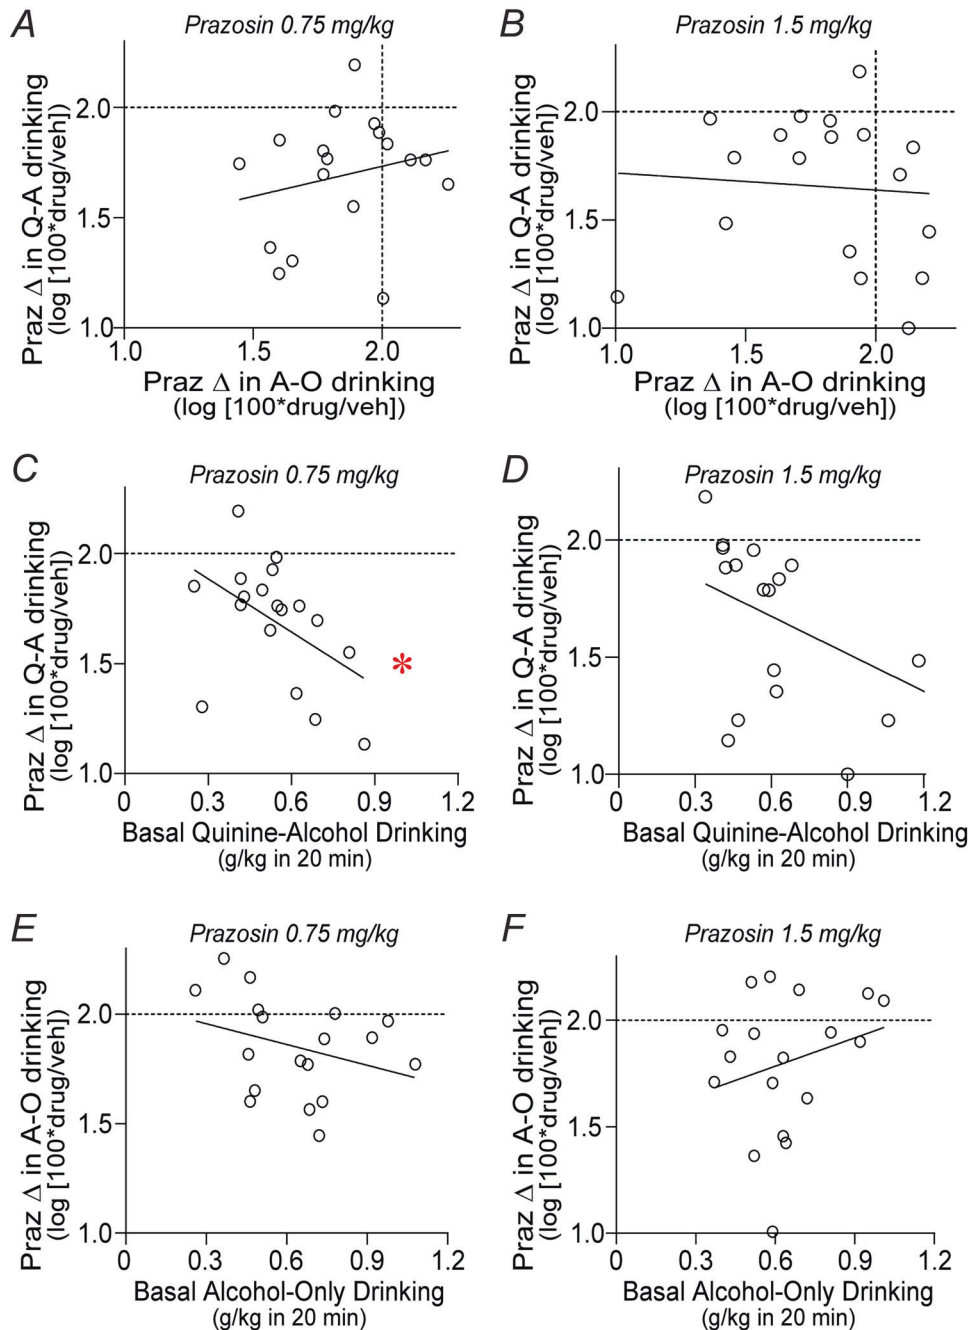 A
Prazosin 0.75 mg/kg
Praz Δ in Q-A drinking
(log [100*drug/veh])
2.0
1.5
1.0
1.0
1.5
2.0
Praz Δ in A-O drinking
(log [100*drug/veh])
B
Prazosin 1.5 mg/kg
Praz Δ in Q-A drinking
(log [100*drug/veh])
2.0
1.5
1.0
1.0
1.5
2.0
Praz Δ in A-O drinking
(log [100*drug/veh])
C
Prazosin 0.75 mg/kg
Praz Δ in Q-A drinking
(log [100*drug/veh])
2.0
1.5
1.0
*
0
0.3
0.6
0.9
1.2
Basal Quinine-Alcohol Drinking
(g/kg in 20 min)
D
Prazosin 1.5 mg/kg
Praz Δ in Q-A drinking
(log [100*drug/veh])
2.0
1.5
1.0
0
0.3
0.6
0.9
1.2
Basal Quinine-Alcohol Drinking
(g/kg in 20 min)
E
Prazosin 0.75 mg/kg
Praz Δ in A-O drinking
(log [100*drug/veh])
2.0
1.5
1.0
0
0.3
0.6
0.9
1.2
Basal Alcohol-Only Drinking
(g/kg in 20 min)
F
Prazosin 1.5 mg/kg
Praz Δ in A-O drinking
(log [100*drug/veh])
2.0
1.5
1.0
0
0.3
0.6
0.9
1.2
Basal Alcohol-Only Drinking
(g/kg in 20 min)